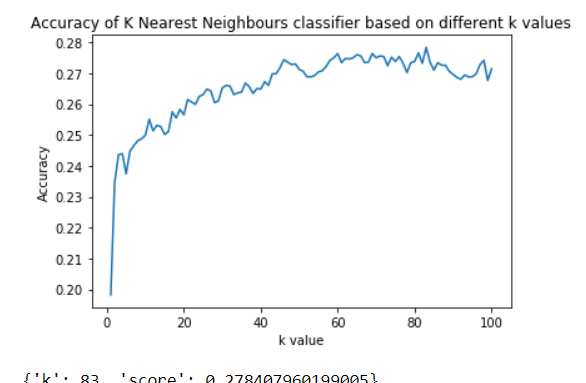 Accuracy of K Nearest Neighbours classifier based on different k values
0.28
0.27
0.26
0.25
0.24
0.23
0.22
0.21
0.20
Accuracy
0 20 40 60 80 100
k value
{'k': 83, 'score': 0.278407960199005}